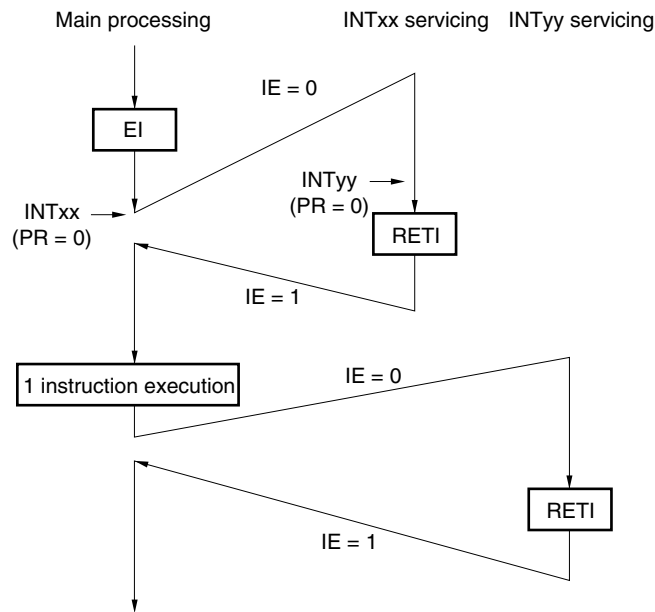 Main processing
INTxx servicing
INTyy servicing
IE = 0
EI
INTyy
(PR = 0)
INTxx
(PR = 0)
RETI
IE = 1
1 instruction execution
IE = 0
RETI
IE = 1